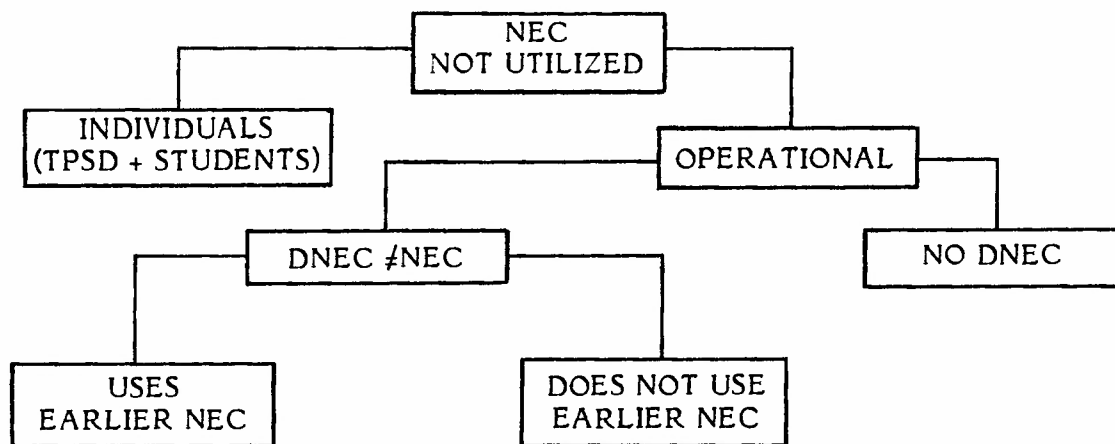 NEC
NOT UTILIZED
INDIVIDUALS
(TPSD + STUDENTS)
OPERATIONAL
DNEC ≠NEC
NO DNEC
USES
EARLIER NEC
DOES NOT USE
EARLIER NEC